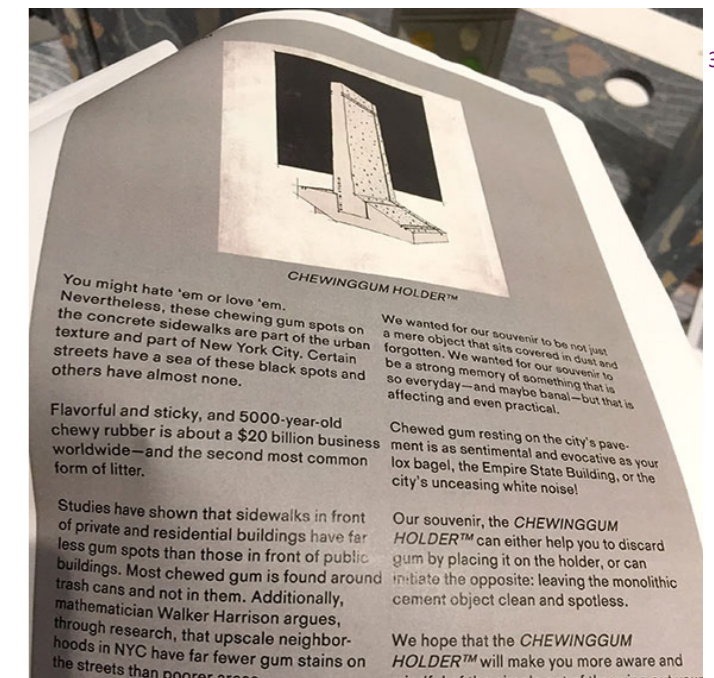 CHEWINGGUM HOLDER™
You might hate 'em or love 'em.
Nevertheless, these chewing gum spots on
the concrete sidewalks are part of the urban
texture and part of New York City. Certain
streets have a sea of these black spots and
others have almost none.
Flavorful and sticky, and 5000-year-old
chewy rubber is about a $20 billion business
worldwide—and the second most common
form of litter.
Studies have shown that sidewalks in front
of private and residential buildings have far
less gum spots than those in front of public
buildings. Most chewed gum is found around
trash cans and not in them. Additionally,
mathematician Walker Harrison argues,
through research, that upscale neighbor-
hoods in NYC have far fewer gum stains on
the streets than poorer
We wanted for our souvenir to be not just
a mere object that sits covered in dust and
forgotten. We wanted for our souvenir to
be a strong memory of something that is
so everyday—and maybe banal—but that is
affecting and even practical.
Chewed gum resting on the city's pave-
ment is as sentimental and evocative as your
lox bagel, the Empire State Building, or the
city's unceasing white noise!
Our souvenir, the CHEWINGGUM
HOLDER™ can either help you to discard
gum by placing it on the holder, or can
initiate the opposite: leaving the monolithic
cement object clean and spotless.
We hope that the CHEWINGGUM
HOLDER™ will make you more aware and